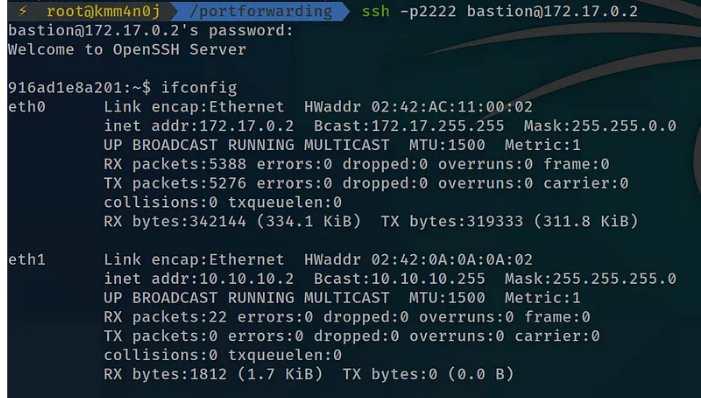 ⚡ root@kmm4n0j /portforwarding ssh -p2222 bastion@172.17.0.2
bastion@172.17.0.2's password:
Welcome to OpenSSH Server
916ad1e8a201:~$ ifconfig
eth0 Link encap:Ethernet HWaddr 02:42:AC:11:00:02
inet addr:172.17.0.2 Bcast:172.17.255.255 Mask:255.255.0.0
UP BROADCAST RUNNING MULTICAST MTU:1500 Metric:1
RX packets:5388 errors:0 dropped:0 overruns:0 frame:0
TX packets:5276 errors:0 dropped:0 overruns:0 carrier:0
collisions:0 txqueuelen:0
RX bytes:342144 (334.1 KiB) TX bytes:319333 (311.8 KiB)
eth1 Link encap:Ethernet HWaddr 02:42:0A:0A:0A:02
inet addr:10.10.10.2 Bcast:10.10.10.255 Mask:255.255.255.0
UP BROADCAST RUNNING MULTICAST MTU:1500 Metric:1
RX packets:22 errors:0 dropped:0 overruns:0 frame:0
TX packets:0 errors:0 dropped:0 overruns:0 carrier:0
collisions:0 txqueuelen:0
RX bytes:1812 (1.7 KiB) TX bytes:0 (0.0 B)